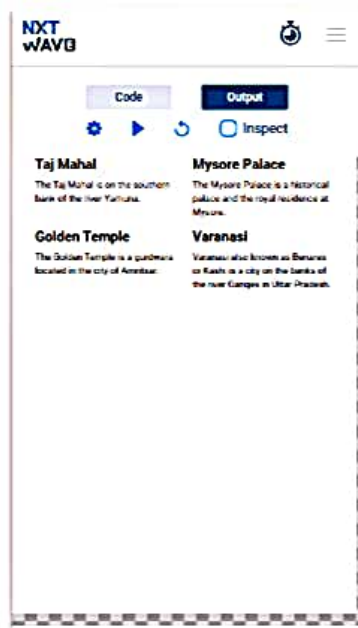 NXT
WAVE
Code
Output
Inspect
Taj Mahal
The Taj Mahal is on the southern
bank of the river Yamuna.
Mysore Palace
The Mysore Palace is a historical
palace and the royal residence at
Mysore.
Golden Temple
The Golden Temple is a gurdwara
located in the city of Amritsar.
Varanasi
Varanasi also known as Benares
or Kashi is a city on the banks of
the river Ganges in Uttar Pradesh.